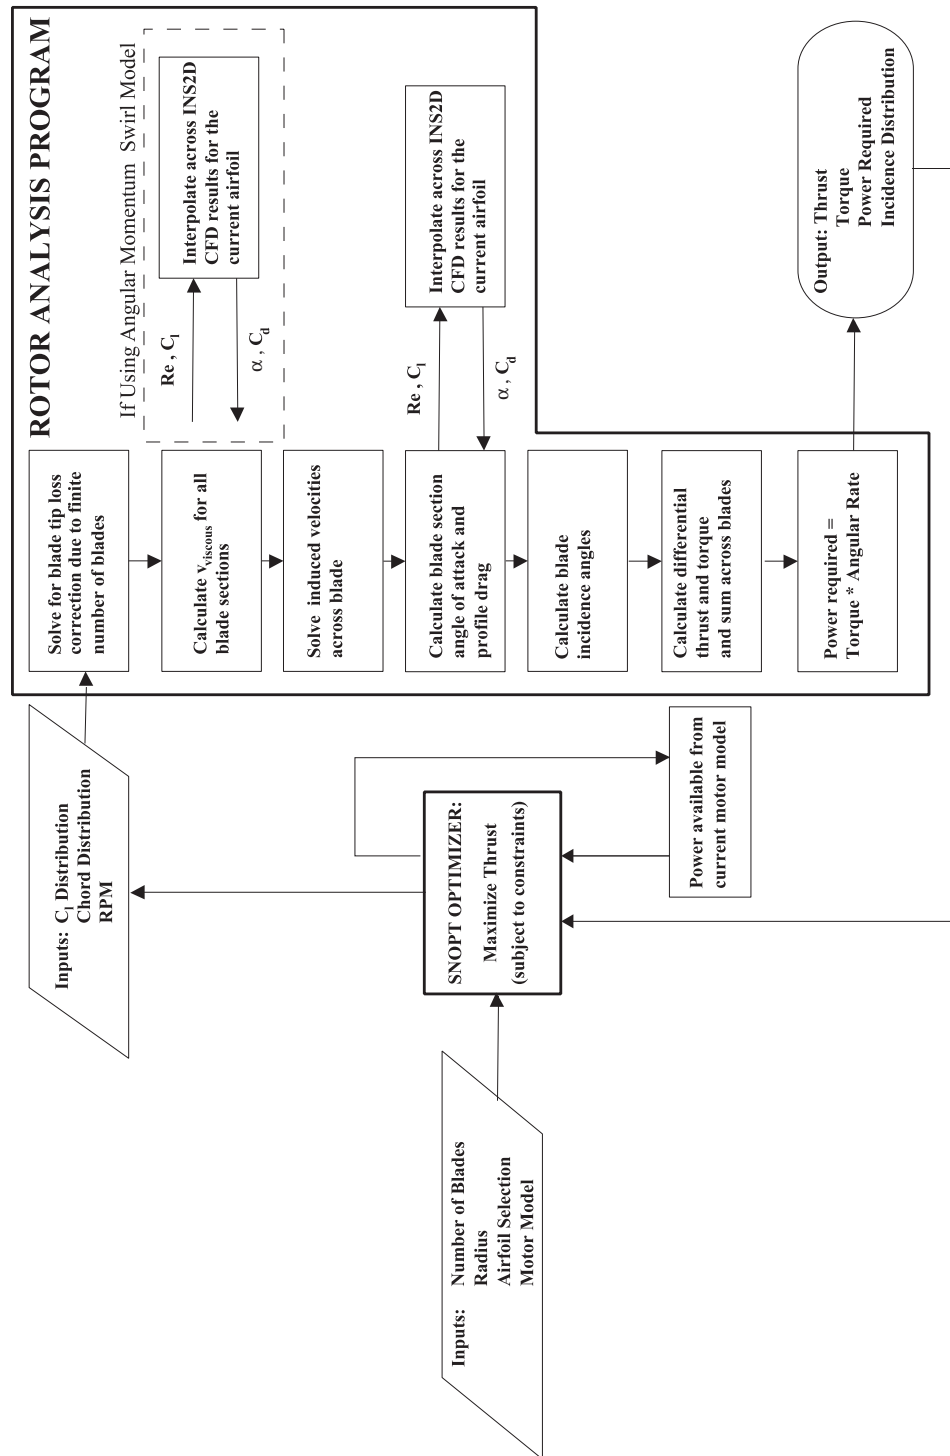 ROTOR ANALYSIS PROGRAM
If Using Angular Momentum Swirl Model
Interpolate across INS2D
CFD results for the
current airfoil
Re , Cl
α , Cd
Interpolate across INS2D
CFD results for the
current airfoil
Re , Cl
α , Cd
Solve for blade tip loss
correction due to finite
number of blades
Calculate vviscous for all
blade sections
Solve induced velocities
across blade
Calculate blade section
angle of attack and
profile drag
Calculate blade
incidence angles
Calculate differential
thrust and torque
and sum across blades
Power required =
Torque * Angular Rate
Output: Thrust
Torque
Power Required
Incidence Distribution
Inputs: Cl Distribution
Chord Distribution
RPM
SNOPT OPTIMIZER:
Maximize Thrust
(subject to constraints)
Power available from
current motor model
Inputs: Number of Blades
Radius
Airfoil Selection
Motor Model